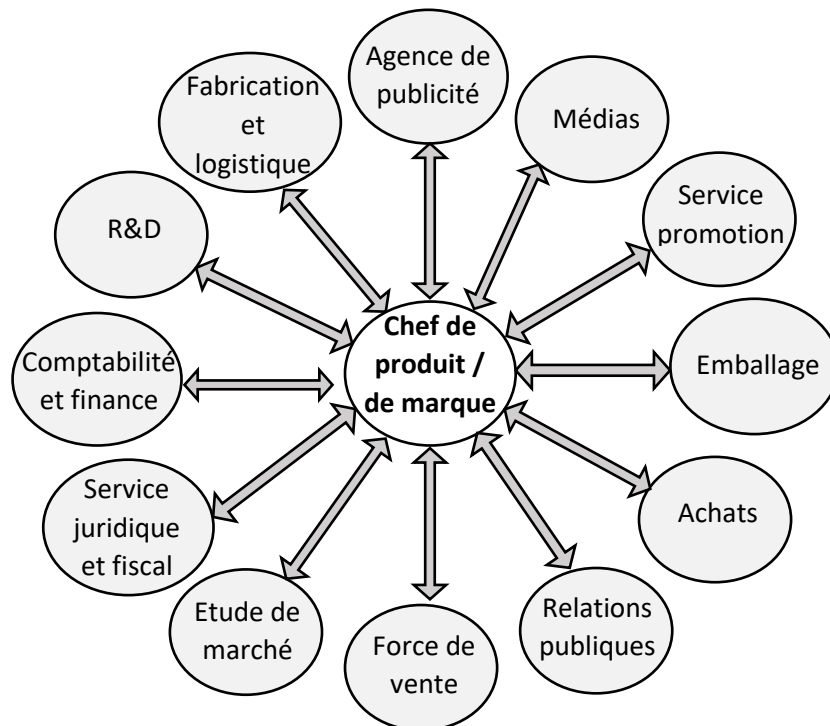 Agence de
publicité
Médias
Service
promotion
Emballage
Achats
Relations
publiques
Force de
vente
Etude de
marché
Service
juridique
et fiscal
Comptabilité
et finance
R&D
Fabrication
et
logistique
Chef de
produit /
de marque